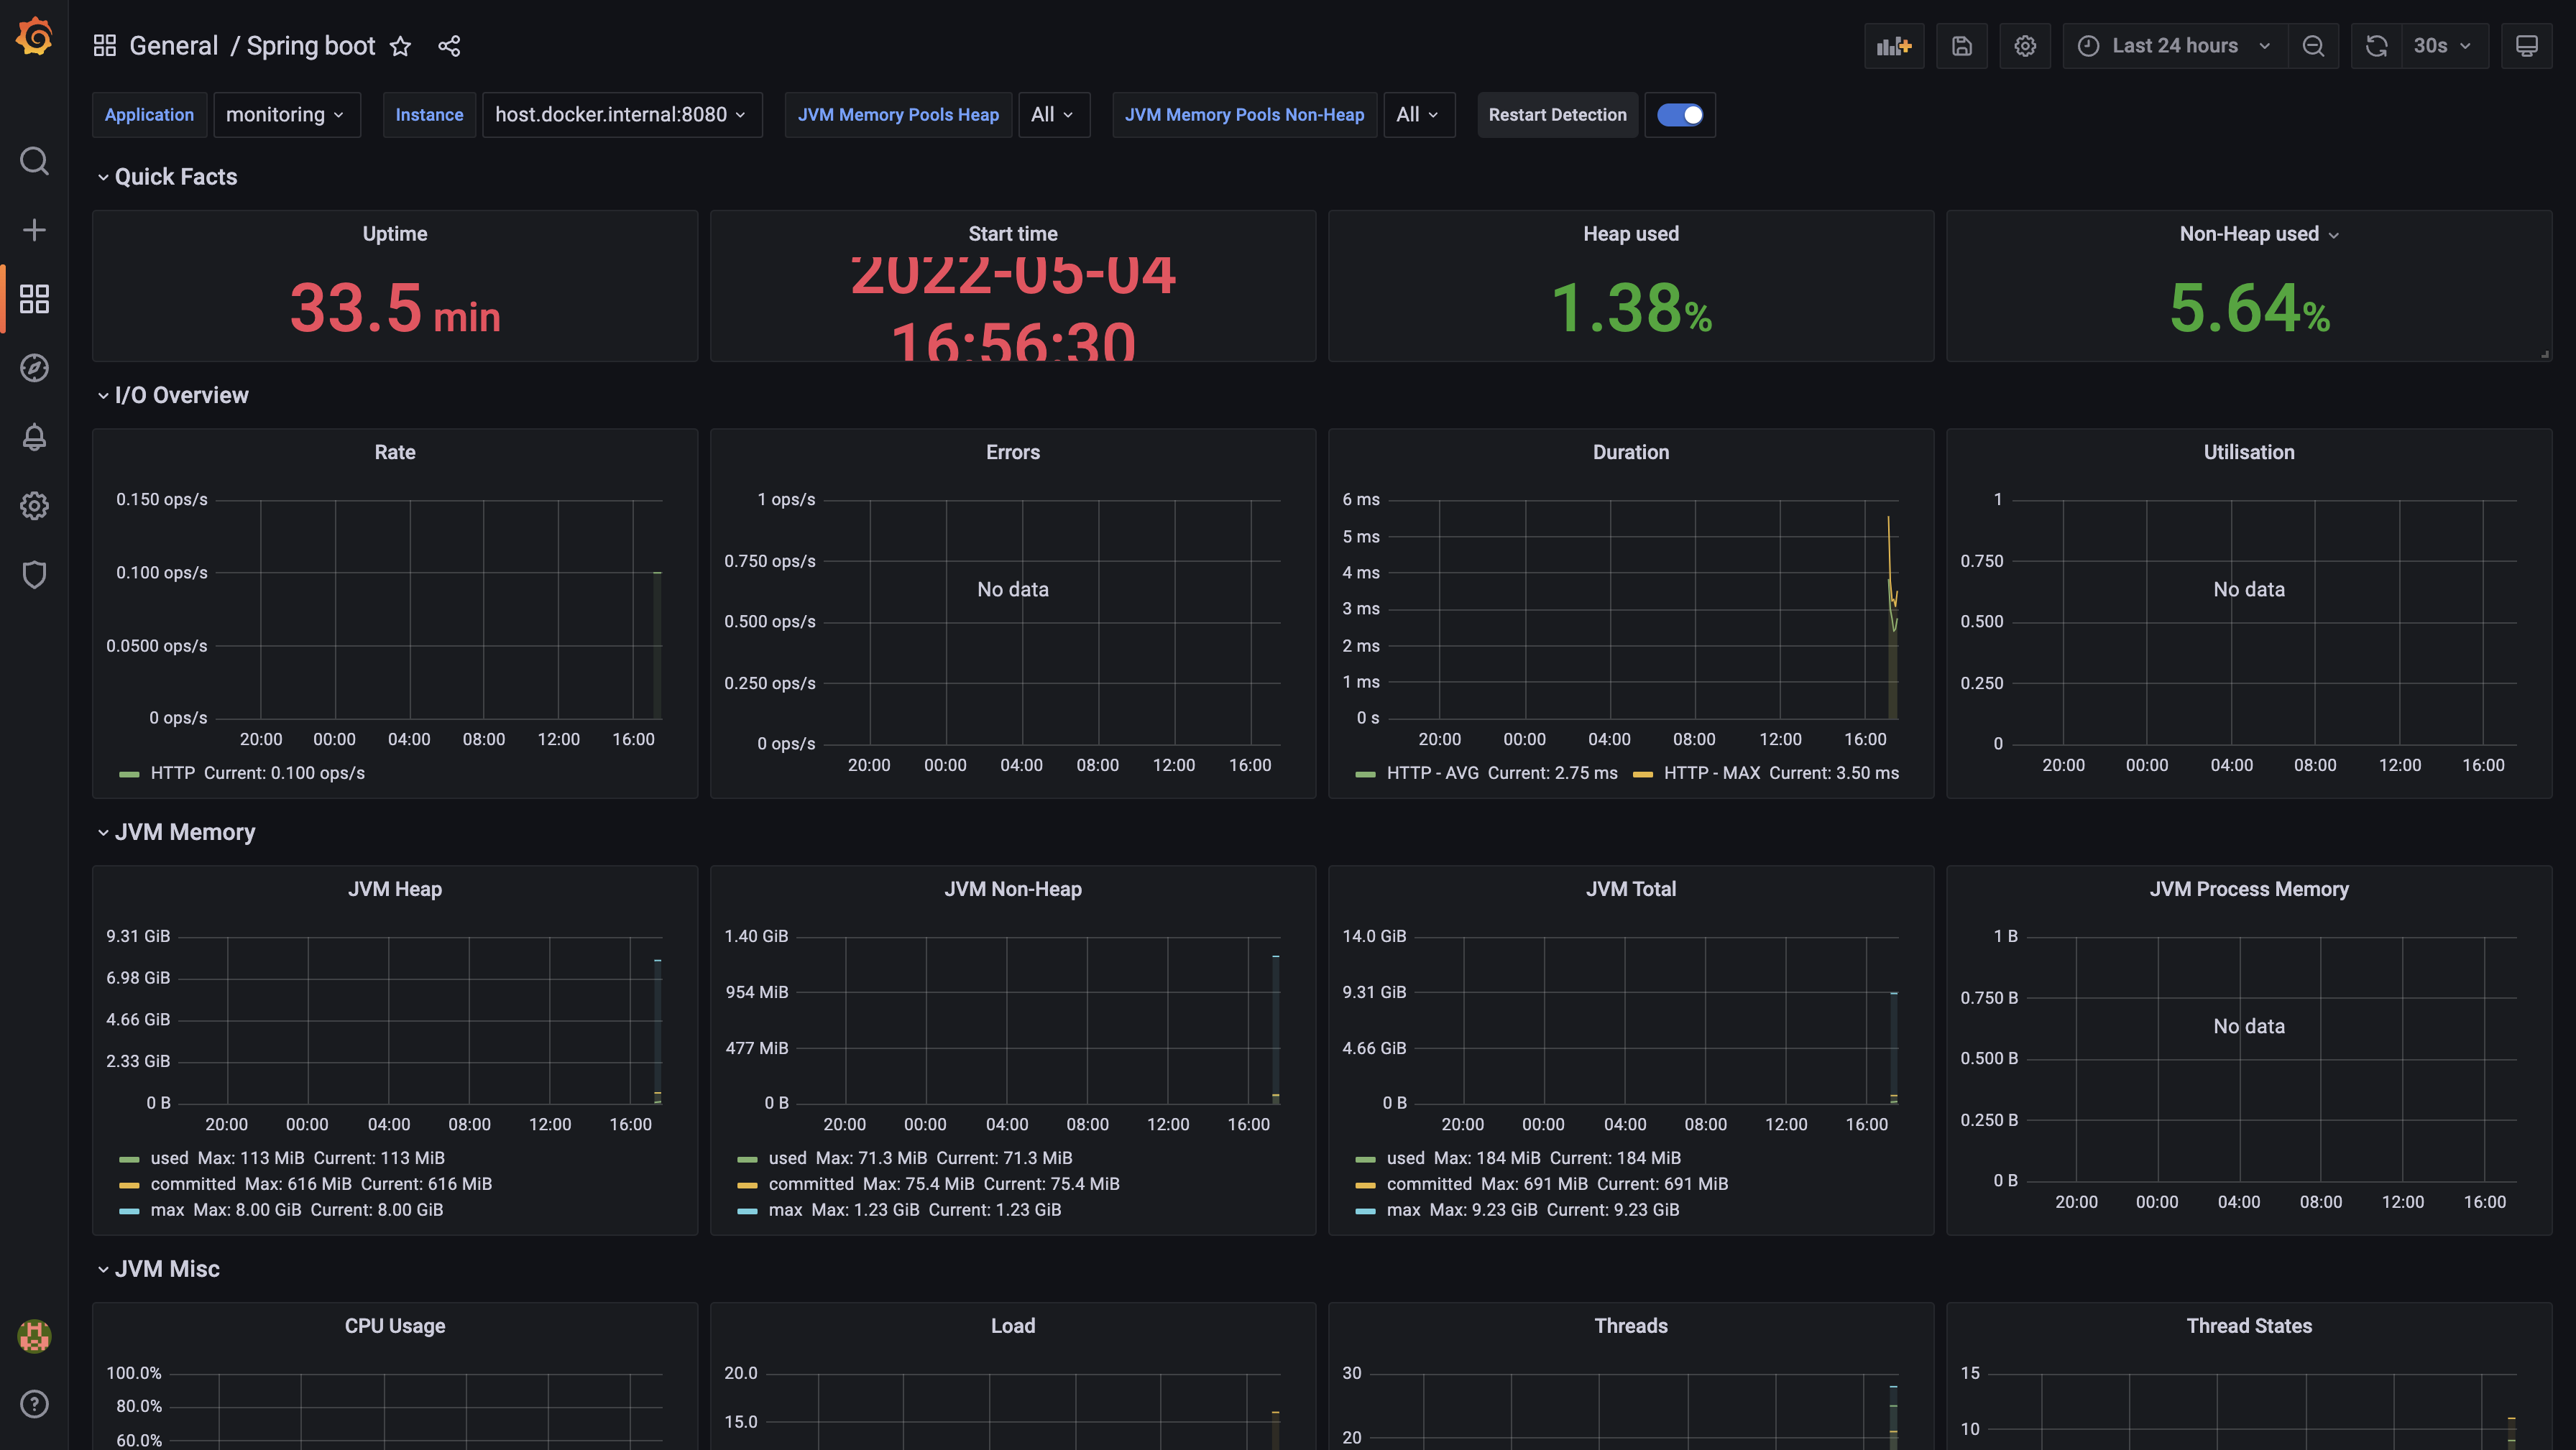 General / Spring boot
Last 24 hours
30s
Application monitoring
Instance host.docker.internal:8080
JVM Memory Pools Heap All
JVM Memory Pools Non-Heap All
Restart Detection
Quick Facts
Uptime
33.5 min
Start time
2022-05-04
16:56:30
Heap used
1.38%
Non-Heap used
5.64%
I/O Overview
Rate
0.150 ops/s
0.100 ops/s
0.0500 ops/s
0 ops/s
20:00 00:00 04:00 08:00 12:00 16:00
HTTP Current: 0.100 ops/s
Errors
1 ops/s
0.750 ops/s
No data
0.500 ops/s
0.250 ops/s
0 ops/s
20:00 00:00 04:00 08:00 12:00 16:00
Duration
6 ms
5 ms
4 ms
3 ms
2 ms
1 ms
0 s
20:00 00:00 04:00 08:00 12:00 16:00
HTTP - AVG Current: 2.75 ms HTTP - MAX Current: 3.50 ms
Utilisation
1
0.750
No data
0.500
0.250
0
20:00 00:00 04:00 08:00 12:00 16:00
JVM Memory
JVM Heap
9.31 GiB
6.98 GiB
4.66 GiB
2.33 GiB
0 B
20:00 00:00 04:00 08:00 12:00 16:00
used Max: 113 MiB Current: 113 MiB
committed Max: 616 MiB Current: 616 MiB
max Max: 8.00 GiB Current: 8.00 GiB
JVM Non-Heap
1.40 GiB
954 MiB
477 MiB
0 B
20:00 00:00 04:00 08:00 12:00 16:00
used Max: 71.3 MiB Current: 71.3 MiB
committed Max: 75.4 MiB Current: 75.4 MiB
max Max: 1.23 GiB Current: 1.23 GiB
JVM Total
14.0 GiB
9.31 GiB
4.66 GiB
0 B
20:00 00:00 04:00 08:00 12:00 16:00
used Max: 184 MiB Current: 184 MiB
committed Max: 691 MiB Current: 691 MiB
max Max: 9.23 GiB Current: 9.23 GiB
JVM Process Memory
1 B
0.750 B
No data
0.500 B
0.250 B
0 B
20:00 00:00 04:00 08:00 12:00 16:00
JVM Misc
CPU Usage
100.0%
80.0%
60.0%
Load
20.0
15.0
Threads
30
20
Thread States
15
10